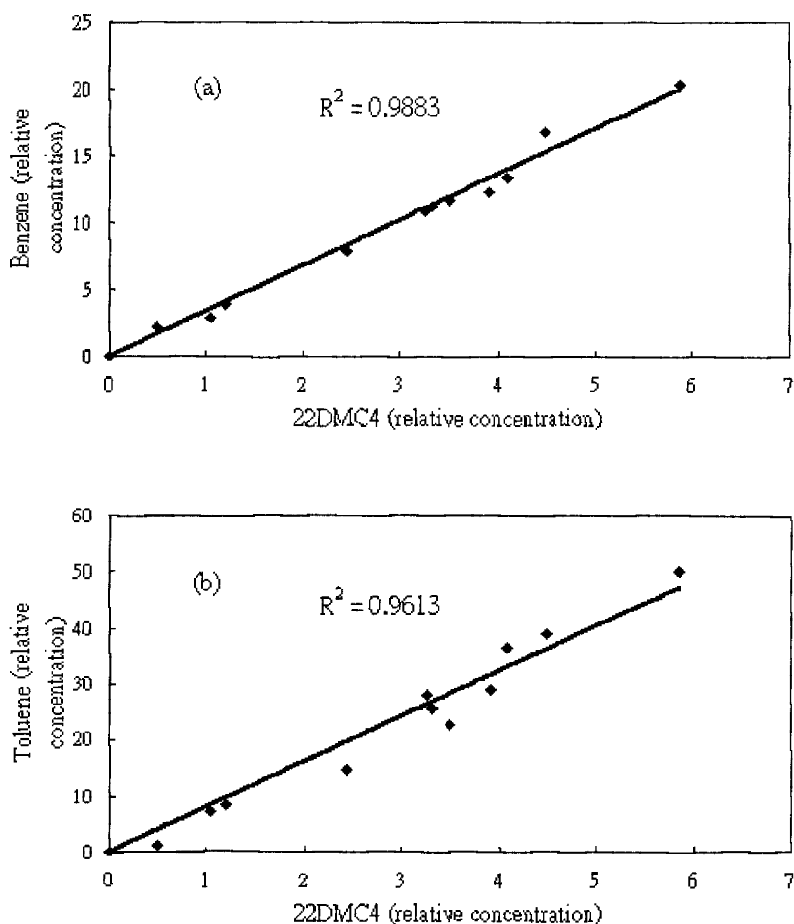 25
20
15
10
5
0
Benzene (relative
concentration)
(a)
R² = 0.9883
0 1 2 3 4 5 6 7
22DMC4 (relative concentration)
60
50
40
30
20
10
0
Toluene (relative
concentration)
(b)
R² = 0.9613
0 1 2 3 4 5 6 7
22DMC4 (relative concentration)